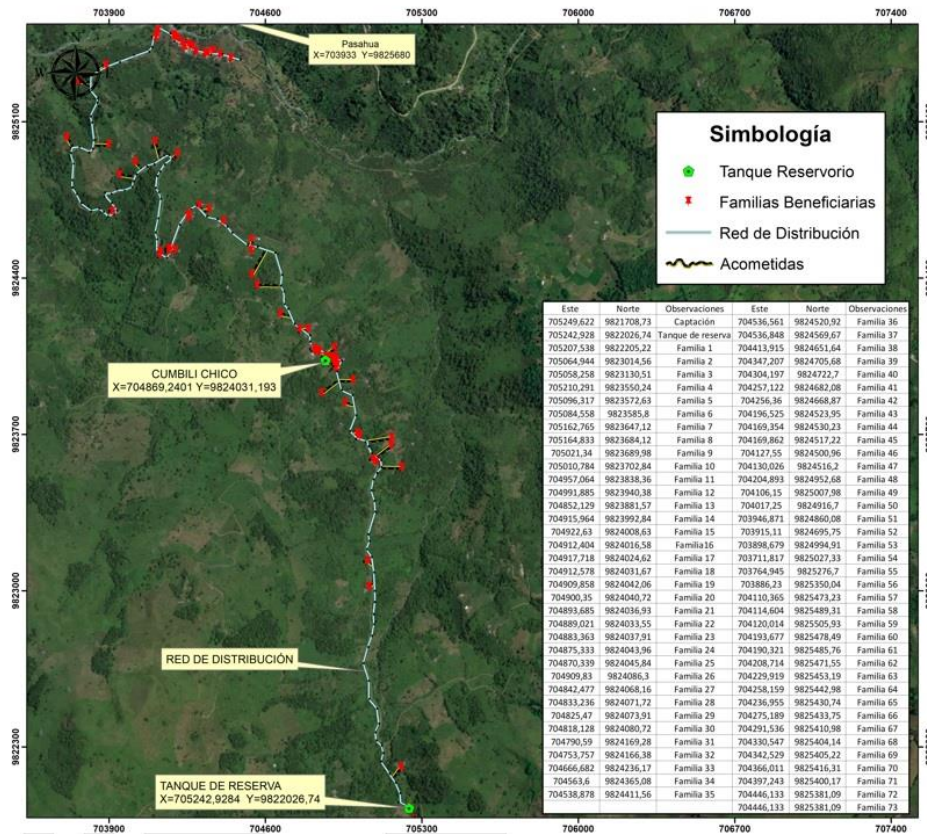 703900 704600 705300 706000 706700 707400
Pasahua
X=703933 Y=9825680
9825100
9824400
9823700
9823000
9822300
Simbología
Tanque Reservorio
Familias Beneficiarias
Red de Distribución
Acometidas
CUMBILI CHICO
X=704869,2401 Y=9824031,193
RED DE DISTRIBUCIÓN
TANQUE DE RESERVA
X=705242,9284 Y=9822026,74
Este Norte Observaciones Este Norte Observaciones
705249,622 9821708,73 Captación 704536,561 9824520,92 Familia 36
705242,928 9822026,74 Tanque de reserva 704536,848 9824569,67 Familia 37
705207,538 9822205,22 Familia 1 704413,915 9824651,64 Familia 38
705064,944 9823014,56 Familia 2 704347,207 9824705,68 Familia 39
705058,258 9823130,51 Familia 3 704304,197 9824722,7 Familia 40
705210,291 9823550,24 Familia 4 704257,122 9824682,08 Familia 41
705096,317 9823572,63 Familia 5 704256,36 9824668,87 Familia 42
705084,558 9823585,8 Familia 6 704196,525 9824523,95 Familia 43
705162,765 9823647,12 Familia 7 704169,354 9824530,23 Familia 44
705164,833 9823684,12 Familia 8 704169,862 9824517,22 Familia 45
705021,34 9823689,98 Familia 9 704127,55 9824500,96 Familia 46
705010,784 9823702,84 Familia 10 704130,026 9824516,2 Familia 47
704957,064 9823838,36 Familia 11 704204,893 9824952,68 Familia 48
704991,885 9823940,38 Familia 12 704106,15 9825007,98 Familia 49
704852,129 9823881,57 Familia 13 704017,25 9824916,7 Familia 50
704915,964 9823992,84 Familia 14 703946,871 9824860,08 Familia 51
704922,63 9824008,63 Familia 15 703915,11 9824695,75 Familia 52
704912,404 9824016,58 Familia16 703898,679 9824994,91 Familia 53
704917,718 9824024,62 Familia 17 703711,817 9825027,33 Familia 54
704912,578 9824031,67 Familia 18 703764,945 9825276,7 Familia 55
704909,858 9824042,06 Familia 19 703886,23 9825350,04 Familia 56
704900,35 9824040,72 Familia 20 704110,365 9825473,23 Familia 57
704893,685 9824036,93 Familia 21 704114,604 9825489,31 Familia 58
704889,021 9824033,55 Familia 22 704120,014 9825505,93 Familia 59
704883,363 9824037,91 Familia 23 704193,677 9825478,49 Familia 60
704875,333 9824043,96 Familia 24 704190,321 9825485,76 Familia 61
704870,339 9824045,84 Familia 25 704208,714 9825471,55 Familia 62
704909,83 9824086,3 Familia 26 704229,919 9825453,19 Familia 63
704842,477 9824068,16 Familia 27 704258,159 9825442,98 Familia 64
704833,236 9824071,72 Familia 28 704236,955 9825430,74 Familia 65
704825,47 9824073,91 Familia 29 704275,189 9825433,75 Familia 66
704818,128 9824080,72 Familia 30 704291,536 9825410,98 Familia 67
704790,59 9824169,28 Familia 31 704330,547 9825404,14 Familia 68
704753,757 9824166,38 Familia 32 704342,529 9825405,22 Familia 69
704666,682 9824236,17 Familia 33 704366,011 9825416,31 Familia 70
704563,6 9824365,08 Familia 34 704397,243 9825400,17 Familia 71
704538,878 9824411,56 Familia 35 704446,133 9825381,09 Familia 72
704446,133 9825381,09 Familia 73
703900 704600 705300 706000 706700 707400